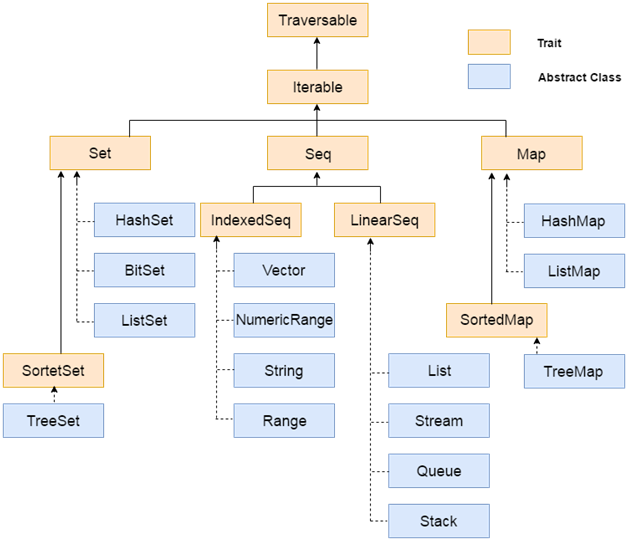 Traversable
Trait
Iterable
Abstract Class
Set
Seq
Map
HashSet
IndexedSeq
LinearSeq
HashMap
BitSet
Vector
ListMap
ListSet
NumericRange
SortedMap
SortetSet
String
List
TreeMap
TreeSet
Range
Stream
Queue
Stack